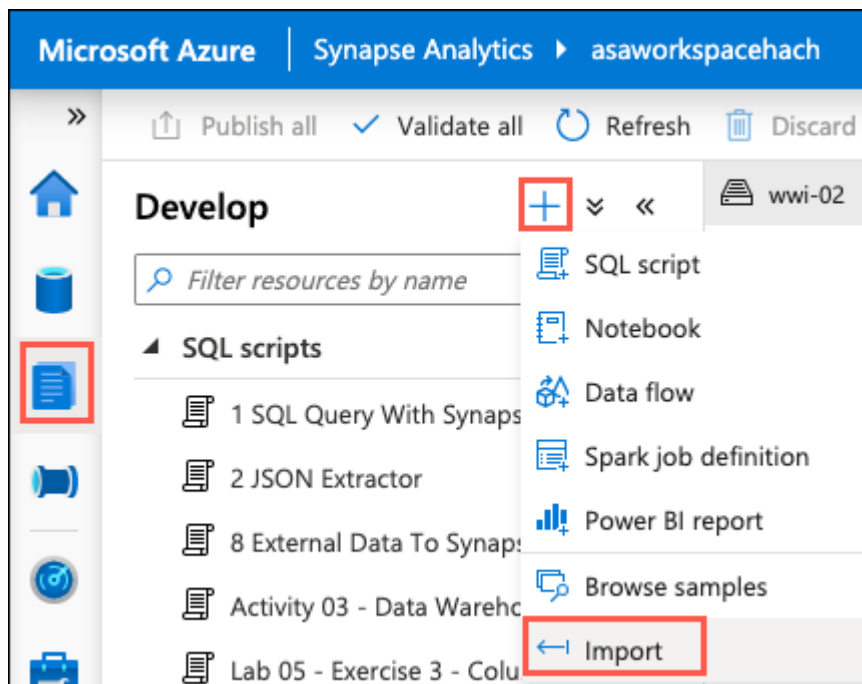 Microsoft Azure Synapse Analytics asaworkspacehach
Publish all Validate all Refresh Discard
Develop
wwi-02
Filter resources by name
SQL scripts
1 SQL Query With Synaps
2 JSON Extractor
8 External Data To Synaps
Activity 03 - Data Wareho
Lab 05 - Exercise 3 - Colu
SQL script
Notebook
Data flow
Spark job definition
Power BI report
Browse samples
Import